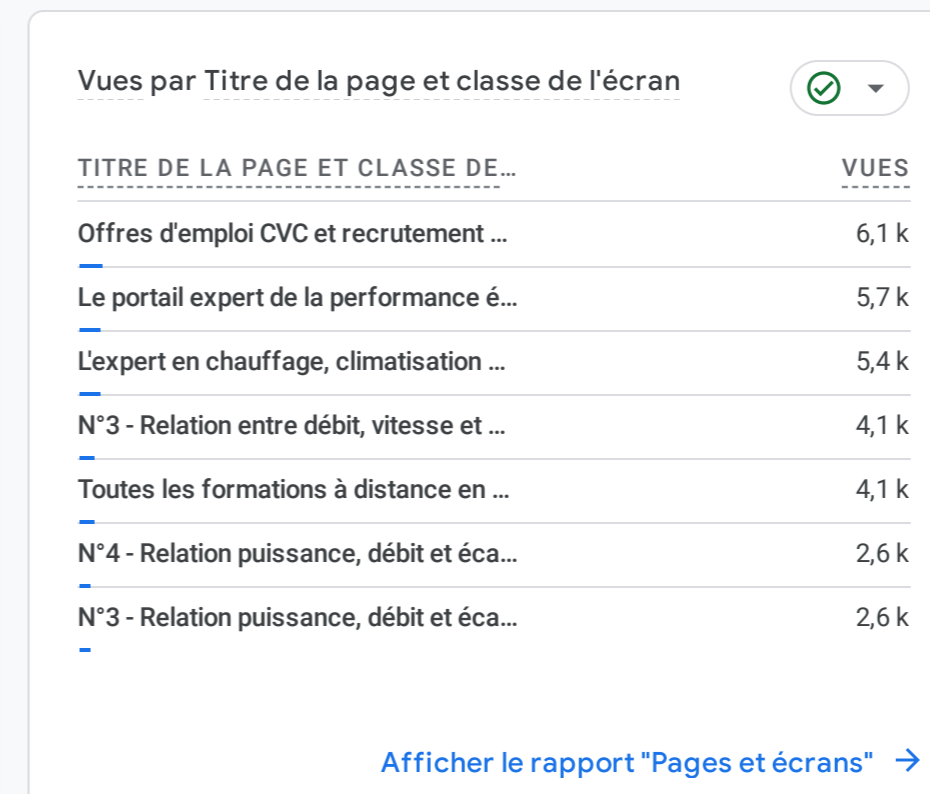 Vues par Titre de la page et classe de l'écran
TITRE DE LA PAGE ET CLASSE DE… VUES
Offres d'emploi CVC et recrutement … 6,1 k
Le portail expert de la performance é… 5,7 k
L'expert en chauffage, climatisation … 5,4 k
N°3 - Relation entre débit, vitesse et … 4,1 k
Toutes les formations à distance en … 4,1 k
N°4 - Relation puissance, débit et éca… 2,6 k
N°3 - Relation puissance, débit et éca… 2,6 k
Afficher le rapport "Pages et écrans"